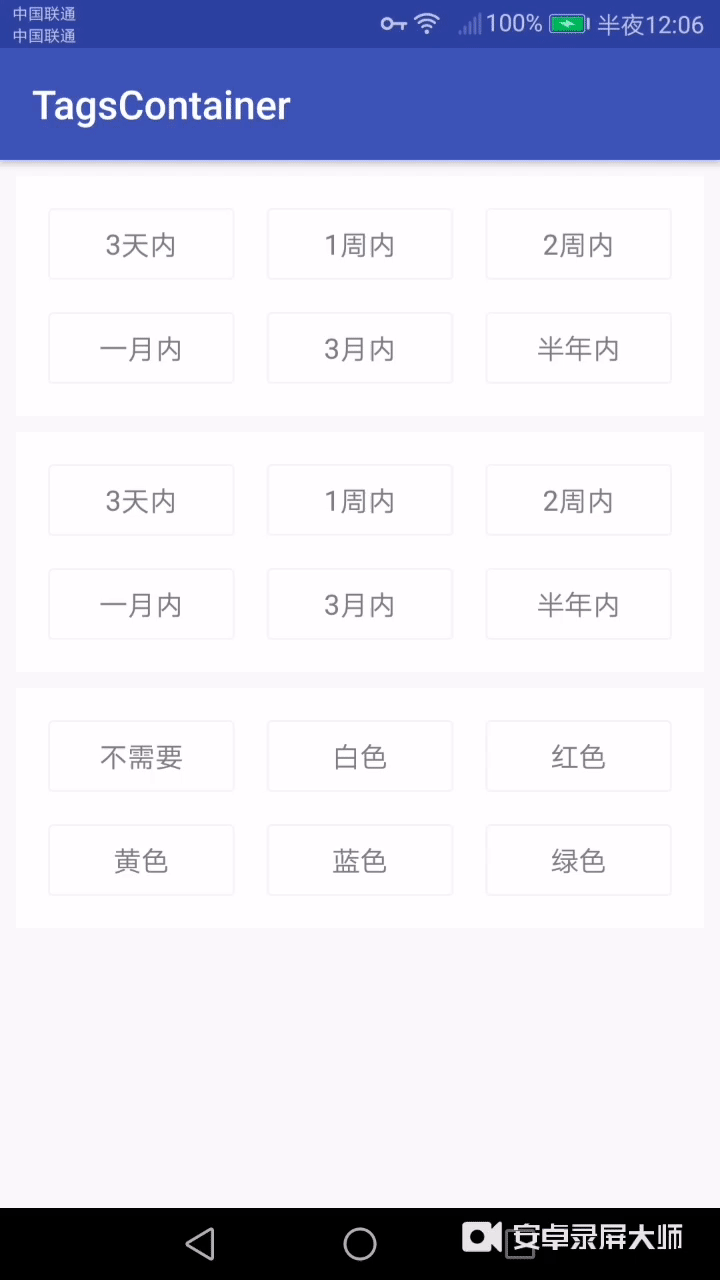 中国联通
中国联通
100% 半夜12:06
TagsContainer
3天内 1周内 2周内
一月内 3月内 半年内
3天内 1周内 2周内
一月内 3月内 半年内
不需要 白色 红色
黄色 蓝色 绿色
安卓录屏大师